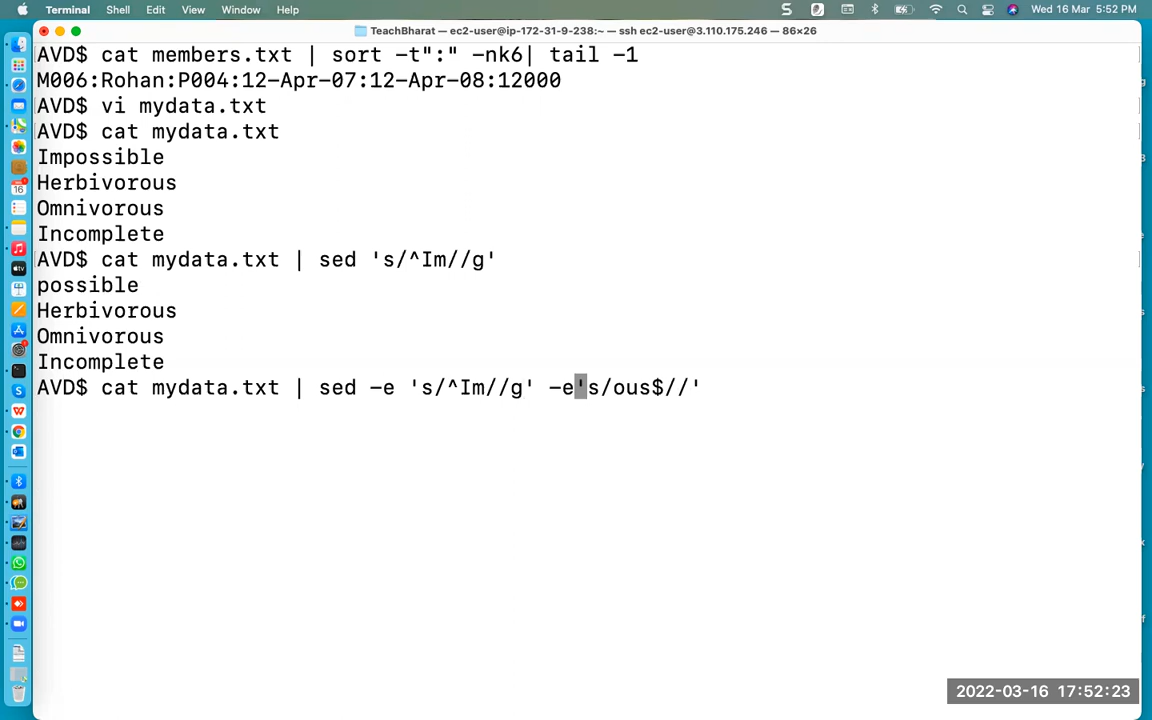 Terminal Shell Edit View Window Help Wed 16 Mar 5:52 PM
TeachBharat — ec2-user@ip-172-31-9-238:~ — ssh ec2-user@3.110.175.246 — 86×26
AVD$ cat members.txt | sort -t":" -nk6| tail -1
M006:Rohan:P004:12-Apr-07:12-Apr-08:12000
AVD$ vi mydata.txt
AVD$ cat mydata.txt
Impossible
Herbivorous
Omnivorous
Incomplete
AVD$ cat mydata.txt | sed 's/^Im//g'
possible
Herbivorous
Omnivorous
Incomplete
AVD$ cat mydata.txt | sed -e 's/^Im//g' -e's/ous$//'
2022-03-16 17:52:23